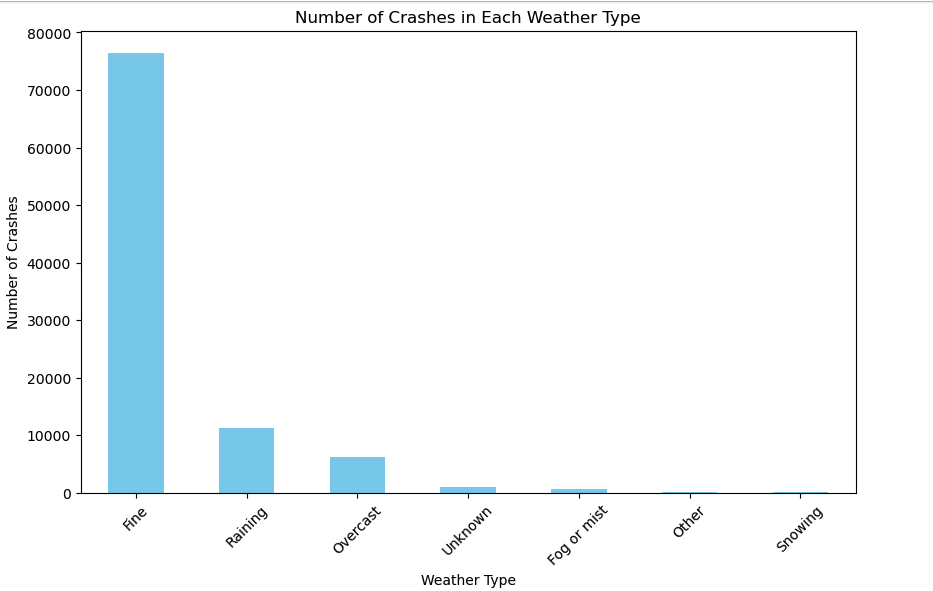 Number of Crashes in Each Weather Type
80000
70000
60000
50000
40000
30000
20000
10000
0
Number of Crashes
Fine
Raining
Overcast
Unknown
Fog or mist
Other
Snowing
Weather Type